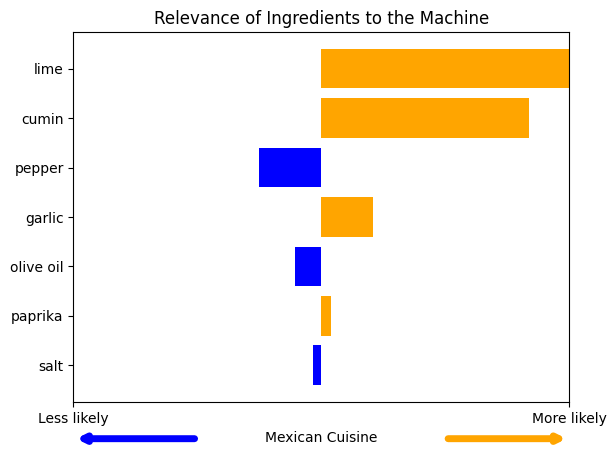 Relevance of Ingredients to the Machine
lime
cumin
pepper
garlic
olive oil
paprika
salt
Less likely
More likely
Mexican Cuisine